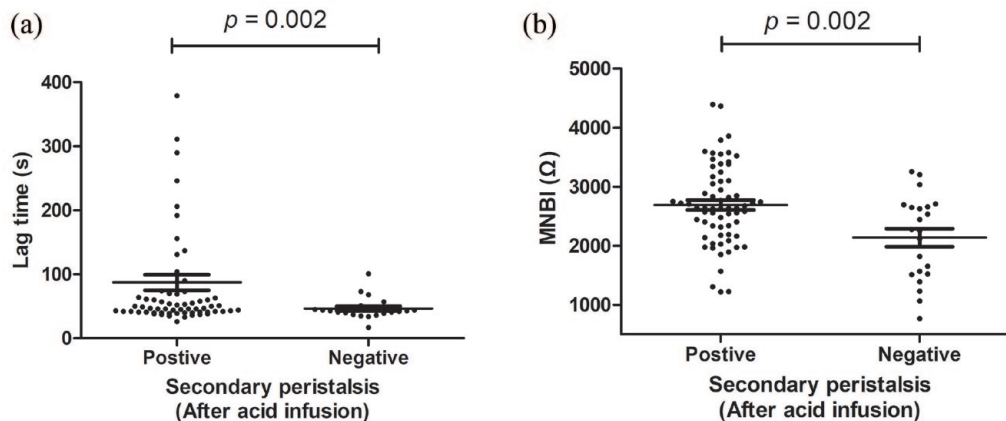 (a)
p = 0.002
Lag time (s)
400
300
200
100
0
Postive
Negative
Secondary peristalsis
(After acid infusion)
(b)
p = 0.002
MNBI (Ω)
5000
4000
3000
2000
1000
Postive
Negative
Secondary peristalsis
(After acid infusion)